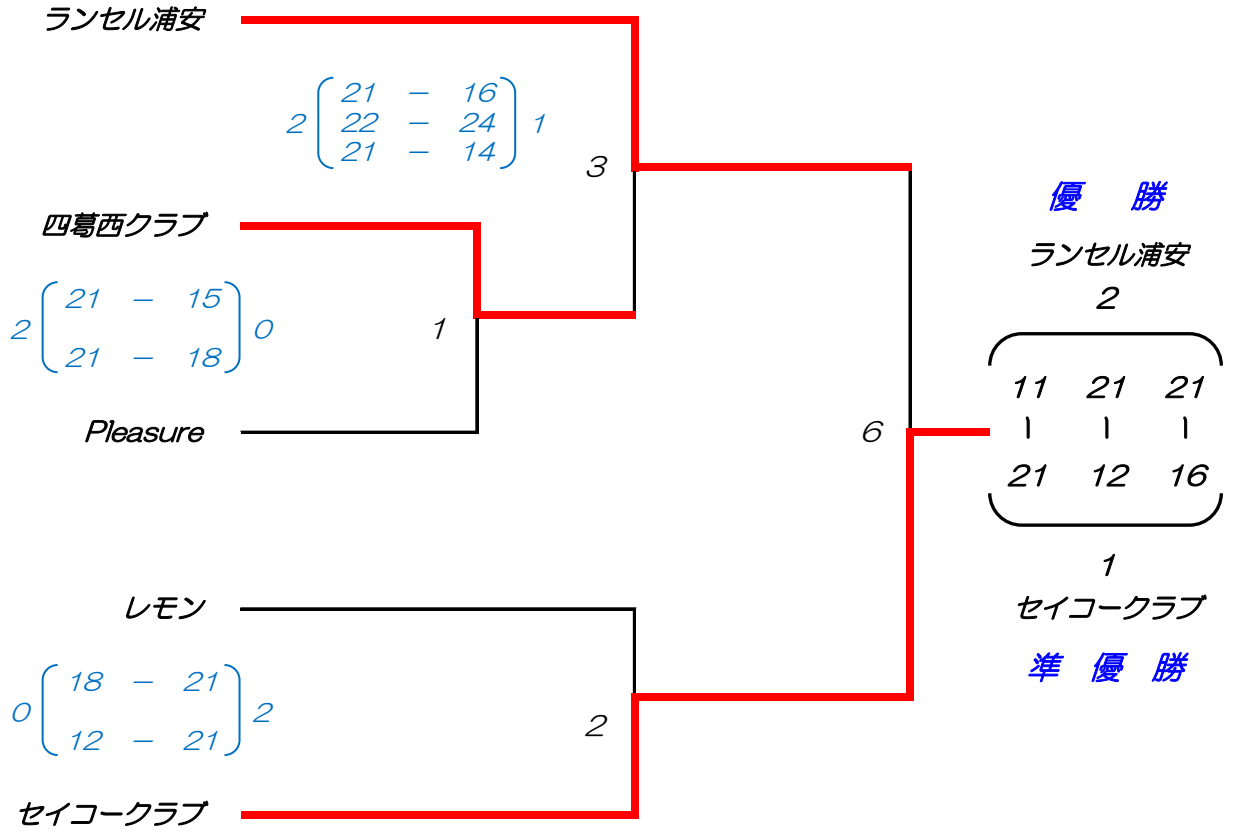 ランセル浦安
2 21 - 16 1
22 - 24
21 - 14
3
四葛西クラブ
2 21 - 15 0
21 - 18
1
Pleasure
6
レモン
0 18 - 21 2
12 - 21
2
セイコークラブ
優 勝
ランセル浦安
2
11 21 21
| | |
21 12 16
1
セイコークラブ
準 優 勝